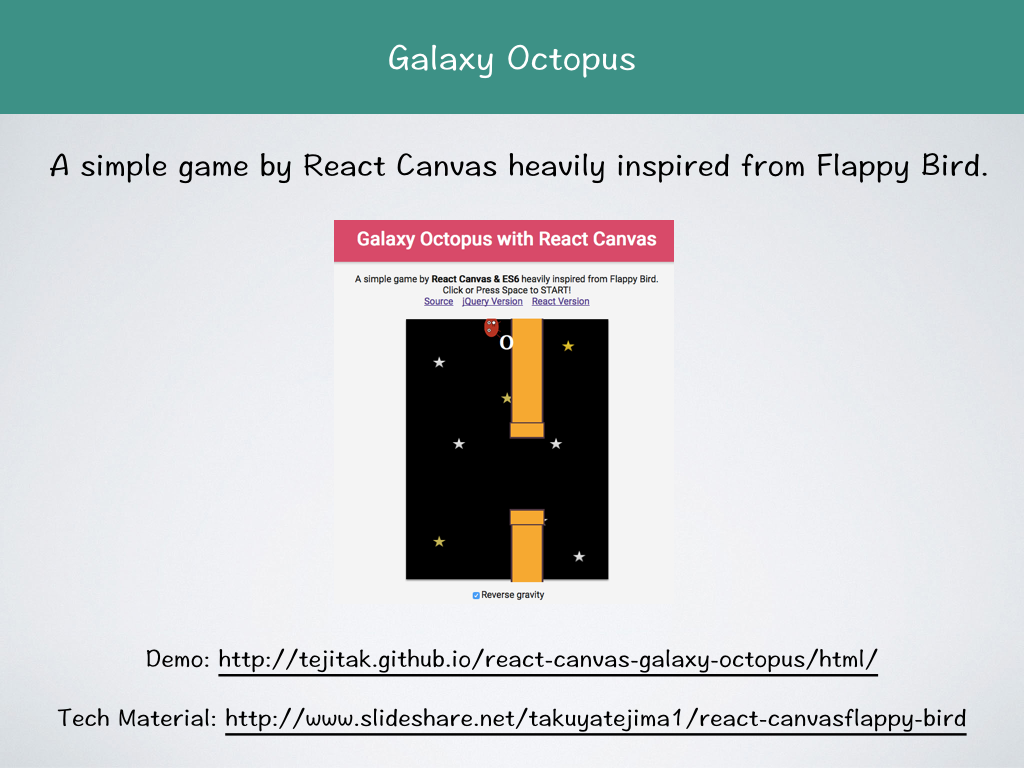 Galaxy Octopus
A simple game by React Canvas heavily inspired from Flappy Bird.
Galaxy Octopus with React Canvas
A simple game by React Canvas & ES6 heavily inspired from Flappy Bird.
Click or Press Space to START!
Source jQuery Version React Version
0
Reverse gravity
Demo: http://tejitak.github.io/react-canvas-galaxy-octopus/html/
Tech Material: http://www.slideshare.net/takuyatejima1/react-canvasflappy-bird